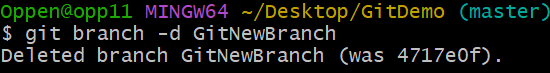 Oppen@opp11 MINGW64 ~/Desktop/GitDemo (master)
$ git branch -d GitNewBranch
Deleted branch GitNewBranch (was 4717e0f).